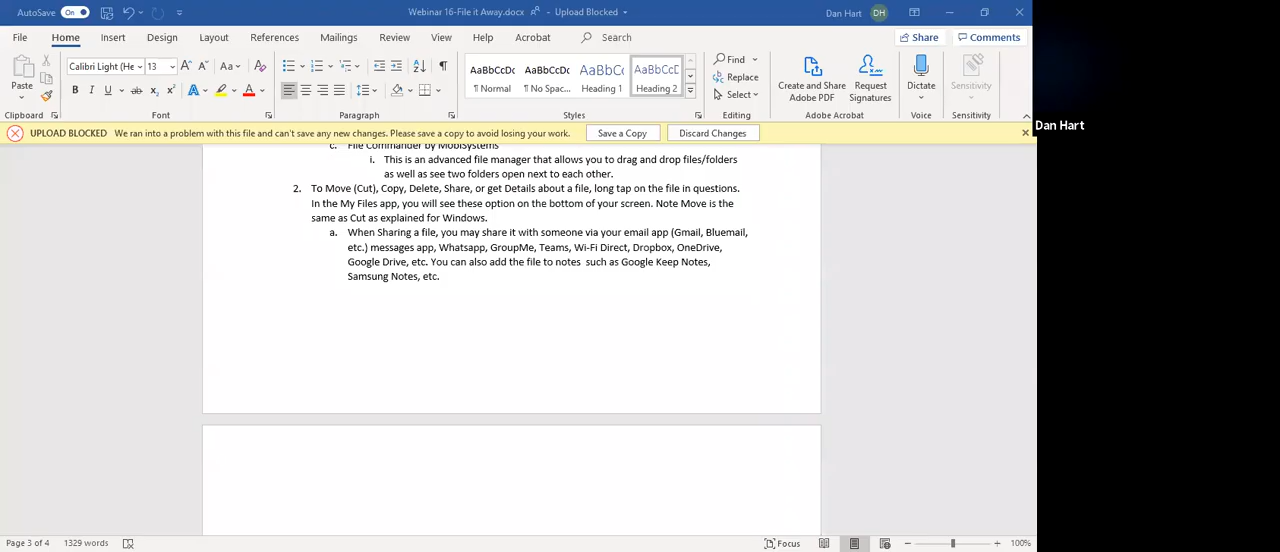 AutoSave On Webinar 16-File it Away.docx - Upload Blocked Dan Hart DH
File Home Insert Design Layout References Mailings Review View Help Acrobat Search Share Comments
Calibri Light (He 13 A A Aa A ¶ AaBbCcDc AaBbCcDc AaBbCc AaBbCcD Find
Paste B I U ab x₂ x² A A ¶ Normal ¶ No Spac... Heading 1 Heading 2 Replace Select Create and Share Adobe PDF Request Signatures Dictate Sensitivity
Clipboard Font Paragraph Styles Editing Adobe Acrobat Voice Sensitivity
Dan Hart
UPLOAD BLOCKED We ran into a problem with this file and can't save any new changes. Please save a copy to avoid losing your work. Save a Copy Discard Changes
c. File Commander by MobiSystems
i. This is an advanced file manager that allows you to drag and drop files/folders
as well as see two folders open next to each other.
2. To Move (Cut), Copy, Delete, Share, or get Details about a file, long tap on the file in questions.
In the My Files app, you will see these option on the bottom of your screen. Note Move is the
same as Cut as explained for Windows.
a. When Sharing a file, you may share it with someone via your email app (Gmail, Bluemail,
etc.) messages app, Whatsapp, GroupMe, Teams, Wi-Fi Direct, Dropbox, OneDrive,
Google Drive, etc. You can also add the file to notes such as Google Keep Notes,
Samsung Notes, etc.
Page 3 of 4 1329 words Focus 100%